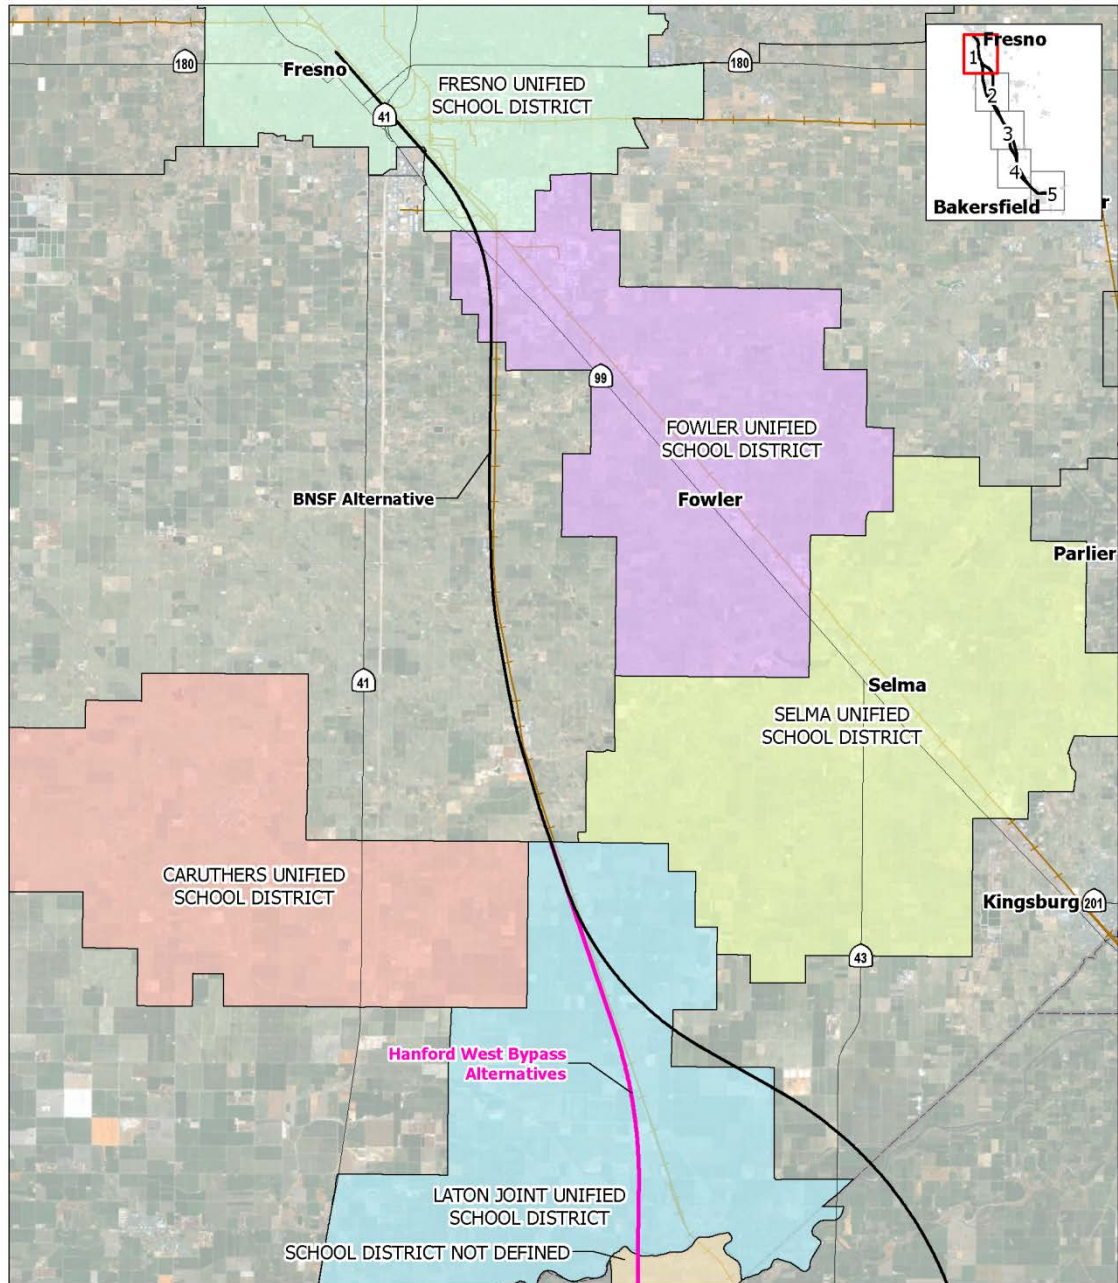 180
Fresno
FRESNO UNIFIED
SCHOOL DISTRICT
180
41
Fresno
1
2
3
4
5
Bakersfield
r
99
FOWLER UNIFIED
SCHOOL DISTRICT
BNSF Alternative
Fowler
Parlier
41
Selma
SELMA UNIFIED
SCHOOL DISTRICT
CARUTHERS UNIFIED
SCHOOL DISTRICT
Kingsburg
201
43
Hanford West Bypass
Alternatives
LATON JOINT UNIFIED
SCHOOL DISTRICT
SCHOOL DISTRICT NOT DEFINED